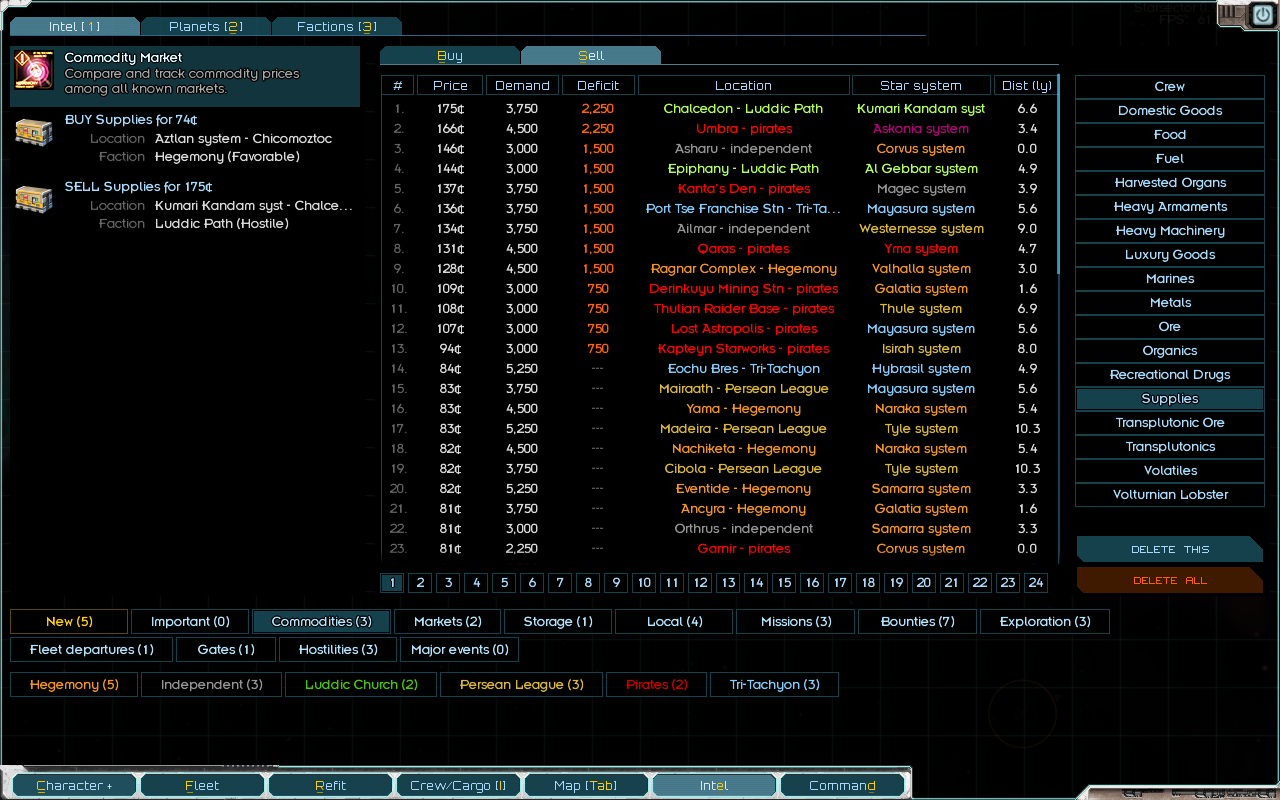 Intel [1] Planets [2] Factions [3]
Commodity Market
Compare and track commodity prices
among all known markets.
BUY Supplies for 74¢
Location Aztlan system - Chicomoztoc
Faction Hegemony (Favorable)
SELL Supplies for 175¢
Location Kumari Kandam syst - Chalce...
Faction Luddic Path (Hostile)
Buy Sell
# Price Demand Deficit Location Star system Dist (ly)
1. 175¢ 3,750 2,250 Chalcedon - Luddic Path Kumari Kandam syst 6.6
2. 166¢ 4,500 2,250 Umbra - pirates Askonia system 3.4
3. 146¢ 3,000 1,500 Asharu - independent Corvus system 0.0
4. 144¢ 3,000 1,500 Epiphany - Luddic Path Al Gebbar system 4.9
5. 137¢ 3,750 1,500 Kanta's Den - pirates Magec system 3.9
6. 136¢ 3,750 1,500 Port Tse Franchise Stn - Tri-Ta... Mayasura system 5.6
7. 134¢ 3,750 1,500 Ailmar - independent Westernesse system 9.0
8. 131¢ 4,500 1,500 Qaras - pirates Yma system 4.7
9. 128¢ 4,500 1,500 Ragnar Complex - Hegemony Valhalla system 3.0
10. 109¢ 3,000 750 Derinkuyu Mining Stn - pirates Galatia system 1.6
11. 108¢ 3,000 750 Thulian Raider Base - pirates Thule system 6.9
12. 107¢ 3,000 750 Lost Astropolis - pirates Mayasura system 5.6
13. 94¢ 3,000 750 Kapteyn Starworks - pirates Isirah system 8.0
14. 84¢ 5,250 --- Eochu Bres - Tri-Tachyon Hybrasil system 4.9
15. 83¢ 3,750 --- Mairaath - Persean League Mayasura system 5.6
16. 83¢ 4,500 --- Yama - Hegemony Naraka system 5.4
17. 83¢ 5,250 --- Madeira - Persean League Tyle system 10.3
18. 82¢ 4,500 --- Nachiketa - Hegemony Naraka system 5.4
19. 82¢ 3,750 --- Cibola - Persean League Tyle system 10.3
20. 82¢ 5,250 --- Eventide - Hegemony Samarra system 3.3
21. 81¢ 3,750 --- Ancyra - Hegemony Galatia system 1.6
22. 81¢ 3,000 --- Orthrus - independent Samarra system 3.3
23. 81¢ 2,250 --- Garnir - pirates Corvus system 0.0
1 2 3 4 5 6 7 8 9 10 11 12 13 14 15 16 17 18 19 20 21 22 23 24
Crew
Domestic Goods
Food
Fuel
Harvested Organs
Heavy Armaments
Heavy Machinery
Luxury Goods
Marines
Metals
Ore
Organics
Recreational Drugs
Supplies
Transplutonic Ore
Transplutonics
Volatiles
Volturnian Lobster
DELETE THIS
DELETE ALL
New (5) Important (0) Commodities (3) Markets (2) Storage (1) Local (4) Missions (3) Bounties (7) Exploration (3)
Fleet departures (1) Gates (1) Hostilities (3) Major events (0)
Hegemony (5) Independent (3) Luddic Church (2) Persean League (3) Pirates (2) Tri-Tachyon (3)
Character + Fleet Refit Crew/Cargo [I] Map [Tab] Intel Command